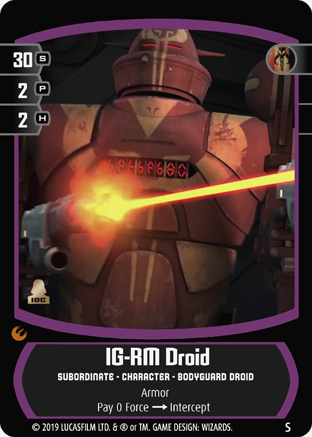 30 S
2 P
2 H
IDC
IG-RM Droid
SUBORDINATE - CHARACTER - BODYGUARD DROID
Armor
Pay 0 Force → Intercept
© 2019 LUCASFILM LTD. & ® or TM. GAME DESIGN: WIZARDS. S